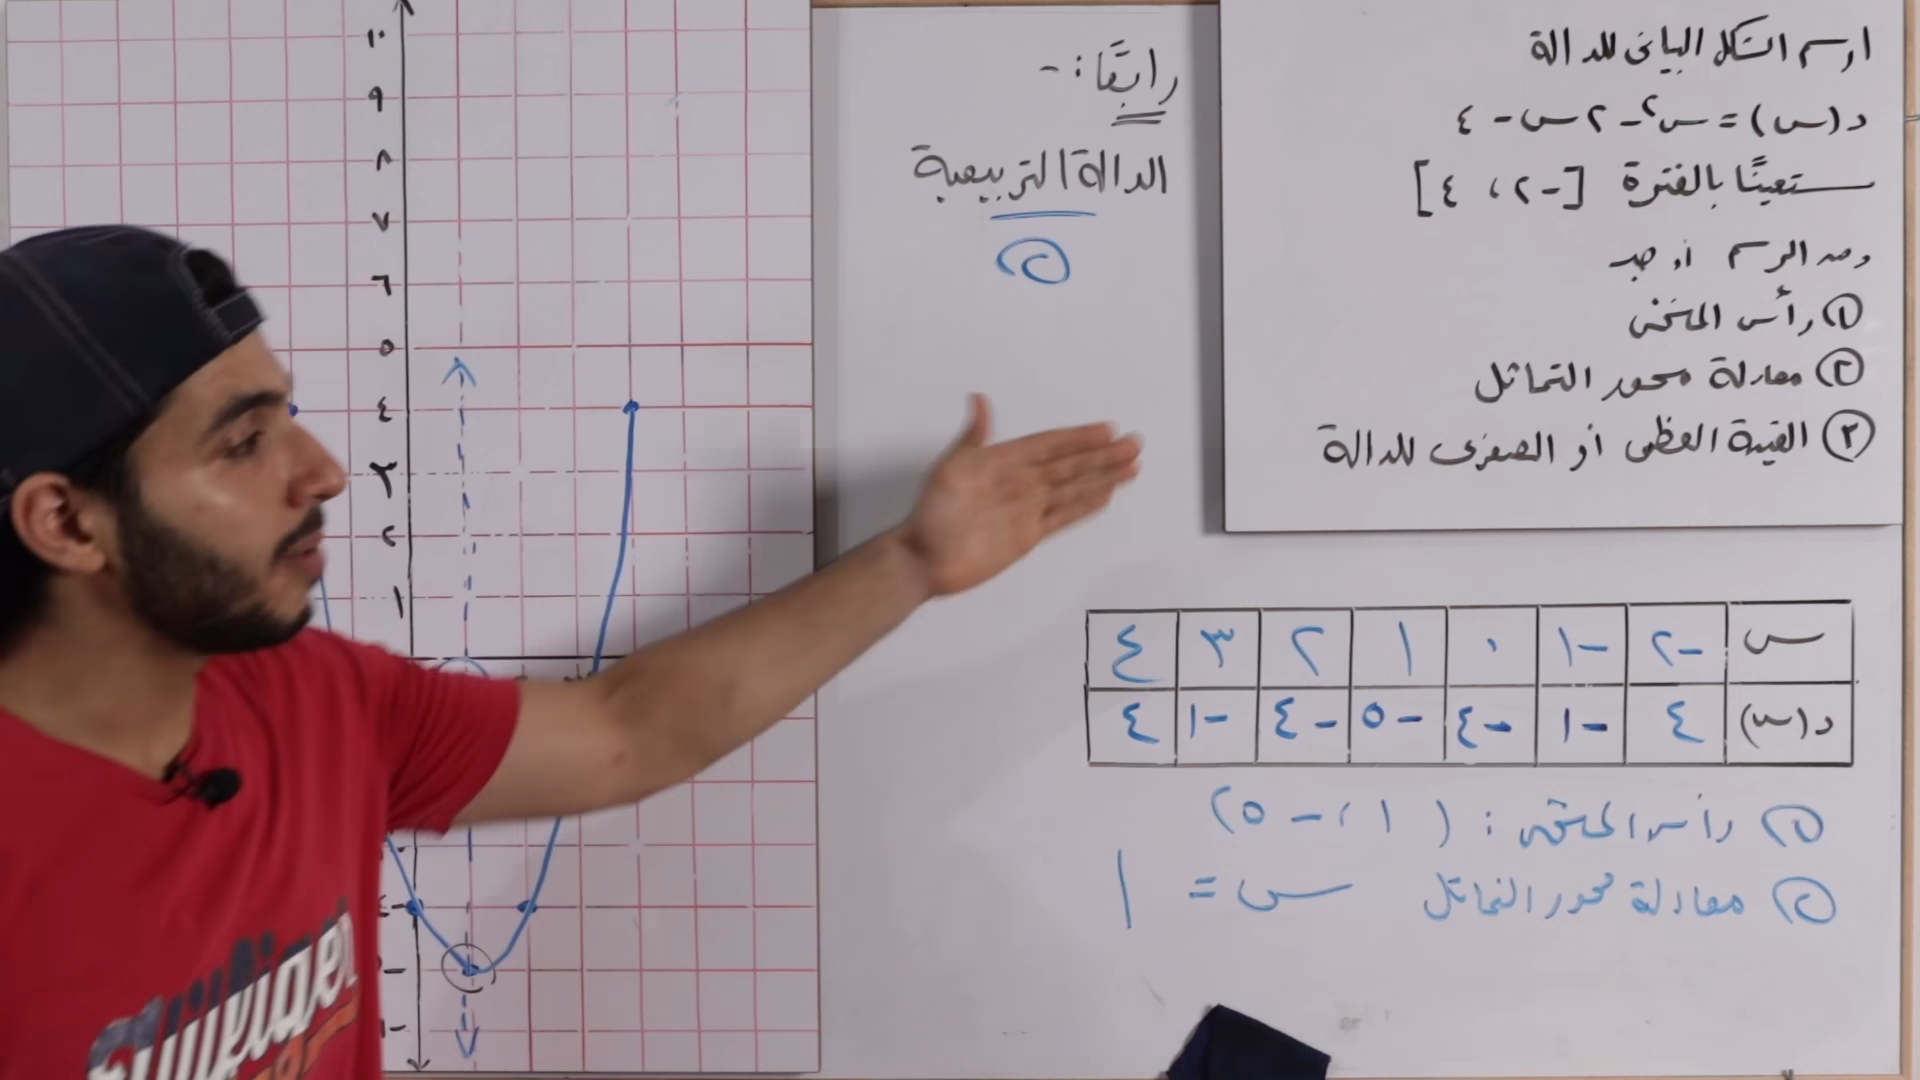 ارسم الشكل البيانى للدالة
د(س) = س٢ - ٢س - ٤
مستعينًا بالفترة [-٢ ، ٤]
ومن الرسم أوجد
① رأس المنحنى
② معادلة محور التماثل
③ القيمة العظمى أو الصغرى للدالة
رابعًا :-
الدالة التربيعية
②
س -٢ -١ ٠ ١ ٢ ٣ ٤
د(س) ٤ -١ -٤ -٥ -٤ -١ ٤
① رأس المنحنى : (١ ، -٥)
② معادلة محور التماثل س = ١
١٠
٩
٨
٧
٦
٥
٤
٣
٢
١
-٤